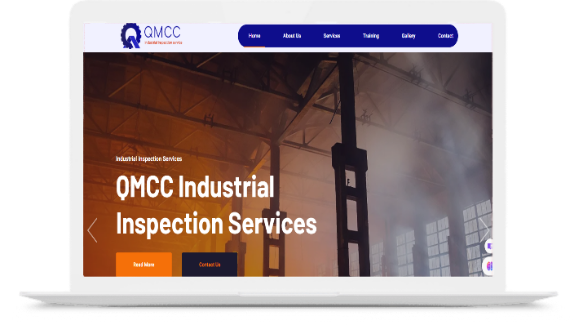 QMCC
Home About Us Services Training Gallery Contact
Industrial Inspection Services
QMCC Industrial
Inspection Services
Read More Contact Us